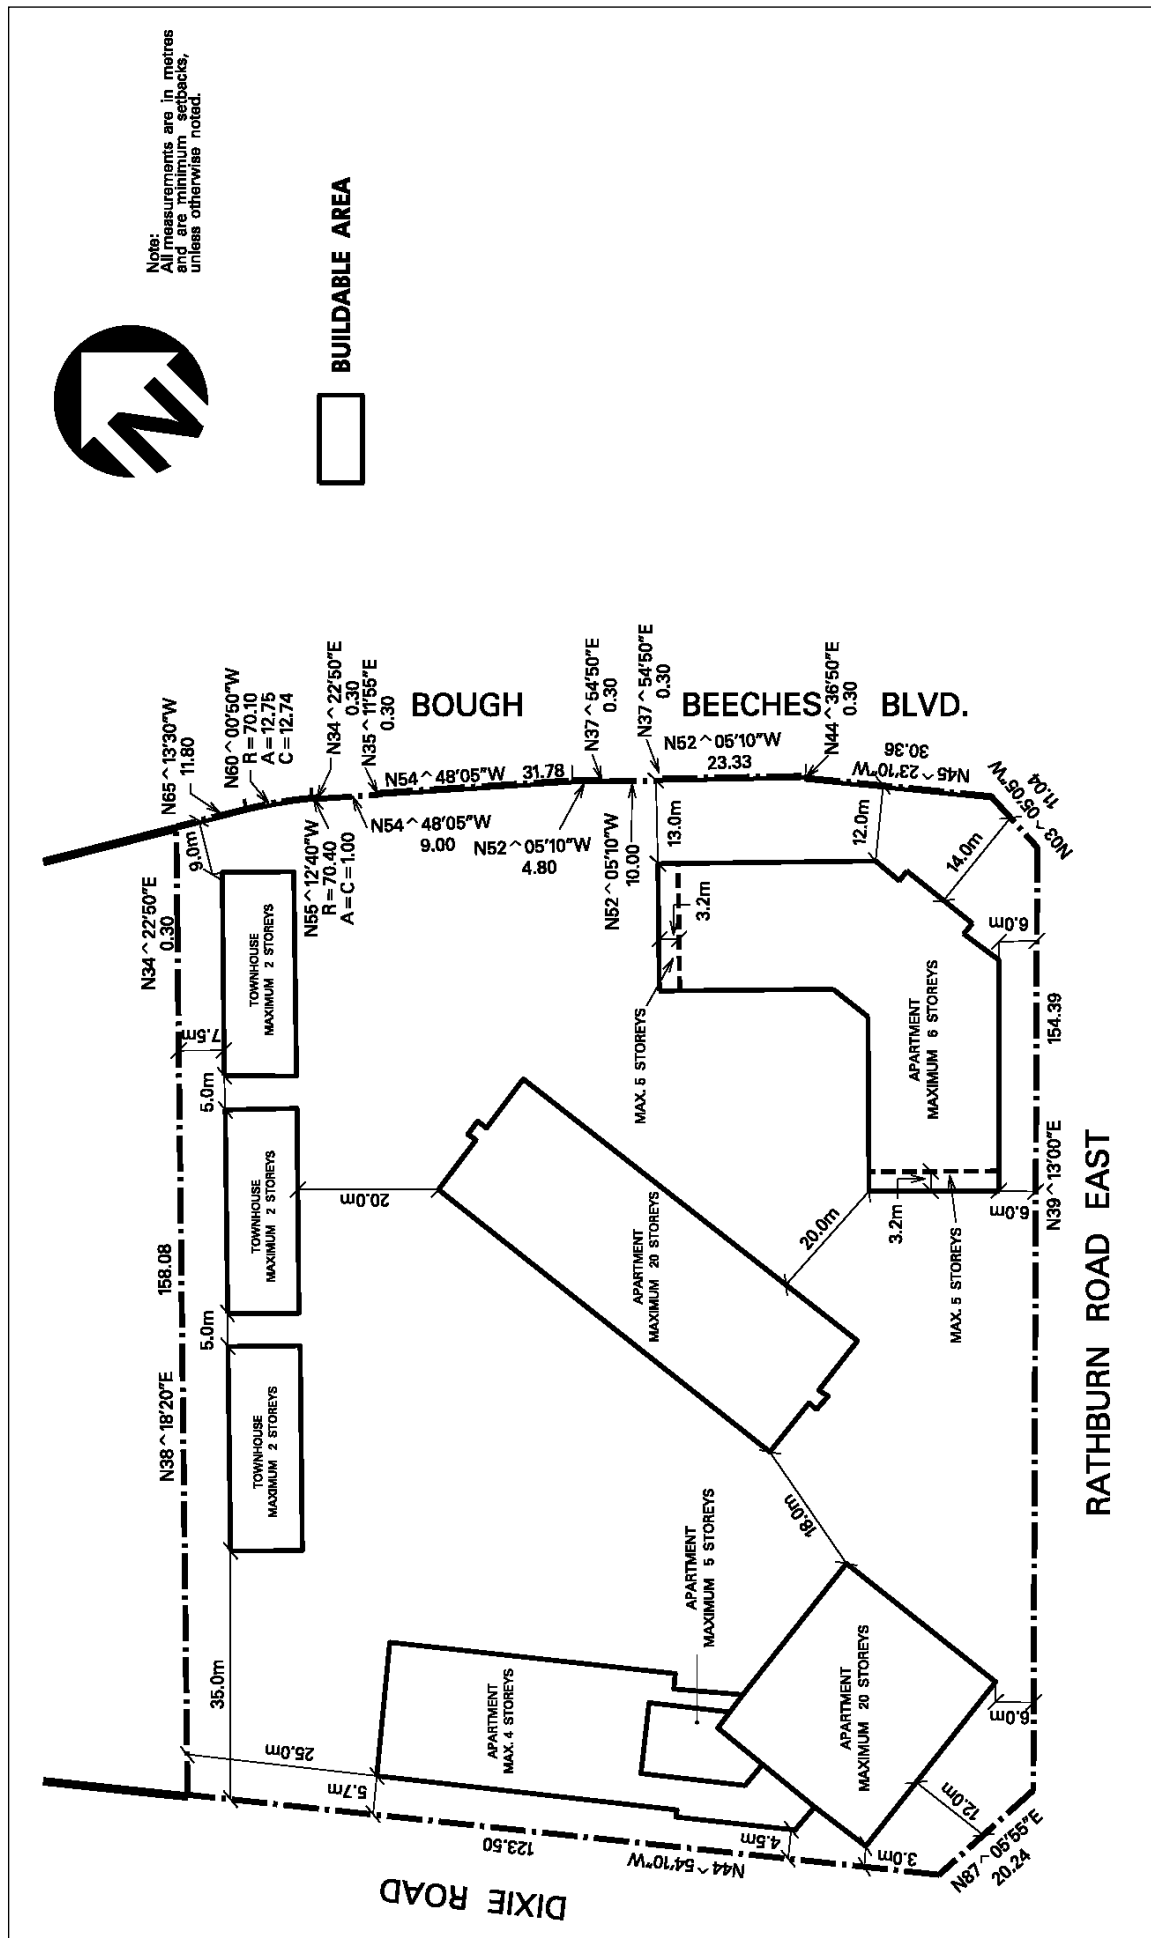 Note:
All measurements are in metres
and are minimum setbacks,
unless otherwise noted.
N
BUILDABLE AREA
BOUGH BEECHES BLVD.
N65^13'30"W
11.80
N60^00'50"W
R=70.10
A=12.75
C=12.74
N34^22'50"E
0.30
N35^11'55"E
0.30
N54^48'05"W
31.78
N37^54'50"E
0.30
N37^54'50"E
0.30
N52^05'10"W
23.33
N44^36'50"E
0.30
N45^23'10"W
30.36
N03^05'05"W
11.04
N34^22'50"E
0.30
9.0m
N55^12'40"W
R=70.40
A=C=1.00
N54^48'05"W
9.00
N52^05'10"W
4.80
N52^05'10"W
10.00
13.0m
12.0m
14.0m
3.2m
6.0m
7.5m
TOWNHOUSE
MAXIMUM 2 STOREYS
5.0m
TOWNHOUSE
MAXIMUM 2 STOREYS
5.0m
TOWNHOUSE
MAXIMUM 2 STOREYS
158.08
N38^18'20"E
20.0m
APARTMENT
MAXIMUM 20 STOREYS
MAX. 5 STOREYS
APARTMENT
MAXIMUM 6 STOREYS
20.0m
3.2m
MAX. 5 STOREYS
6.0m
154.39
N39^13'00"E
RATHBURN ROAD EAST
18.0m
APARTMENT
MAXIMUM 5 STOREYS
35.0m
25.0m
5.7m
APARTMENT
MAX. 4 STOREYS
APARTMENT
MAXIMUM 20 STOREYS
6.0m
12.0m
4.5m
3.0m
123.50
N44^54'10"W
N87^05'55"E
20.24
DIXIE ROAD